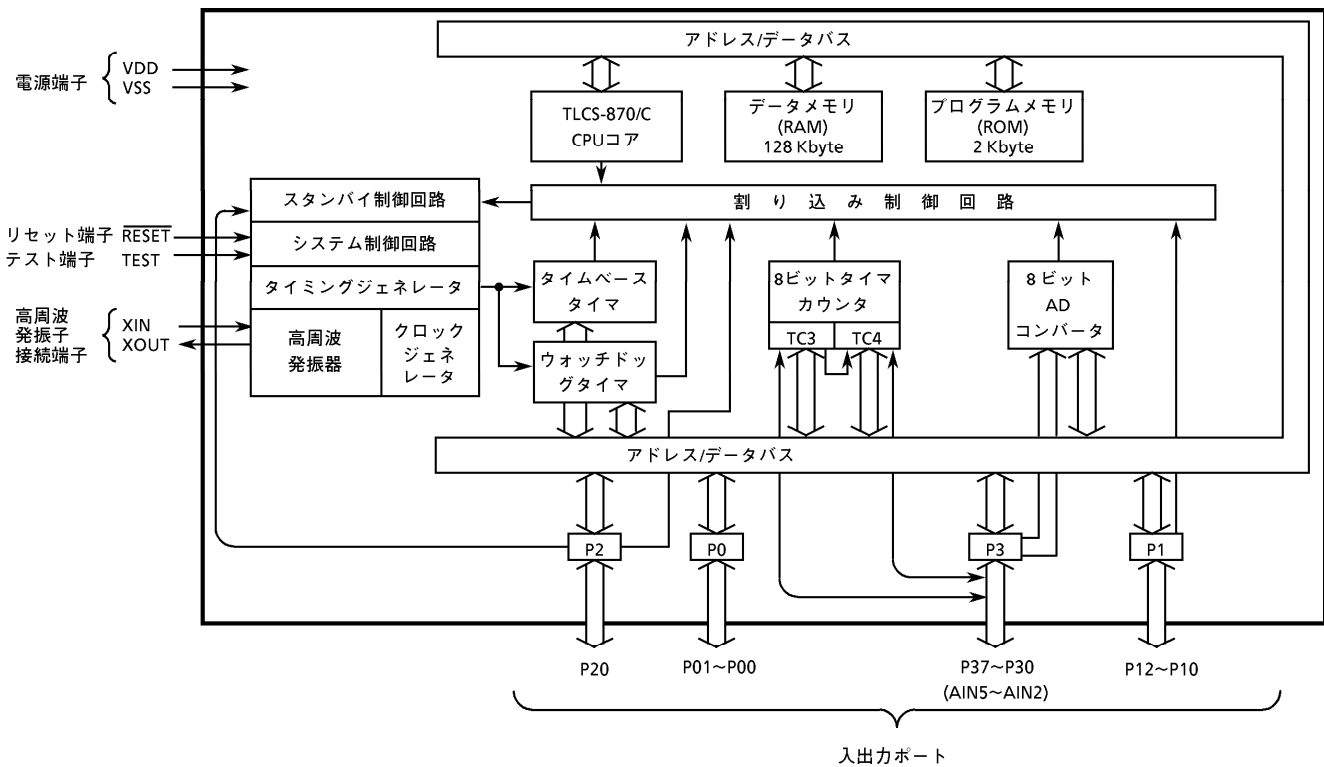 アドレス/データバス
電源端子
VDD
VSS
TLCS-870/C
CPUコア
データメモリ
(RAM)
128 Kbyte
プログラムメモリ
(ROM)
2 Kbyte
スタンバイ制御回路
割り込み制御回路
リセット端子 RESET
テスト端子 TEST
システム制御回路
タイミングジェネレータ
高周波
発振子
接続端子
XIN
XOUT
高周波
発振器
クロック
ジェネ
レータ
タイムベース
タイマ
ウォッチドッ
グタイマ
8ビットタイマ
カウンタ
TC3
TC4
8ビット
AD
コンバータ
アドレス/データバス
P2
P0
P3
P1
P20
P01～P00
P37～P30
(AIN5～AIN2)
P12～P10
入出力ポート